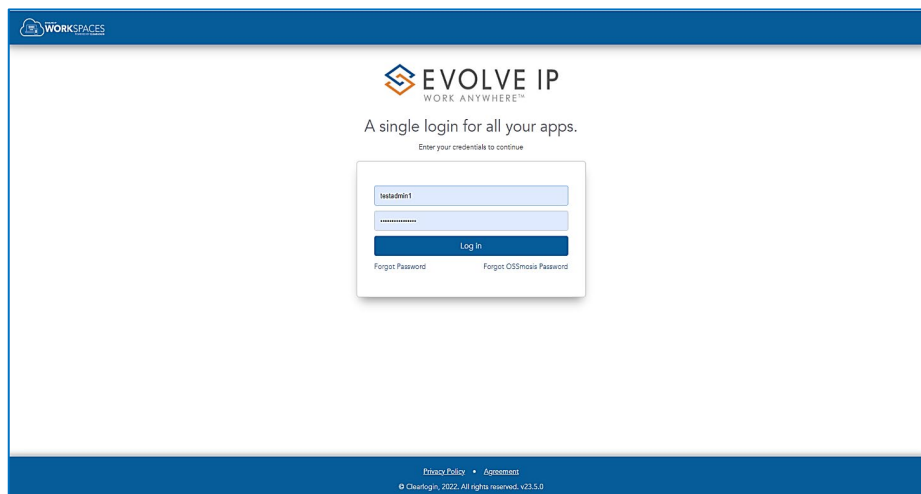 WORKSPACES
EVOLVE IP
WORK ANYWHERE™
A single login for all your apps.
Enter your credentials to continue
testadmin1
Log in
Forgot Password Forgot OSSmosis Password
Privacy Policy • Agreement
© Clearlogin, 2022. All rights reserved. v23.5.0